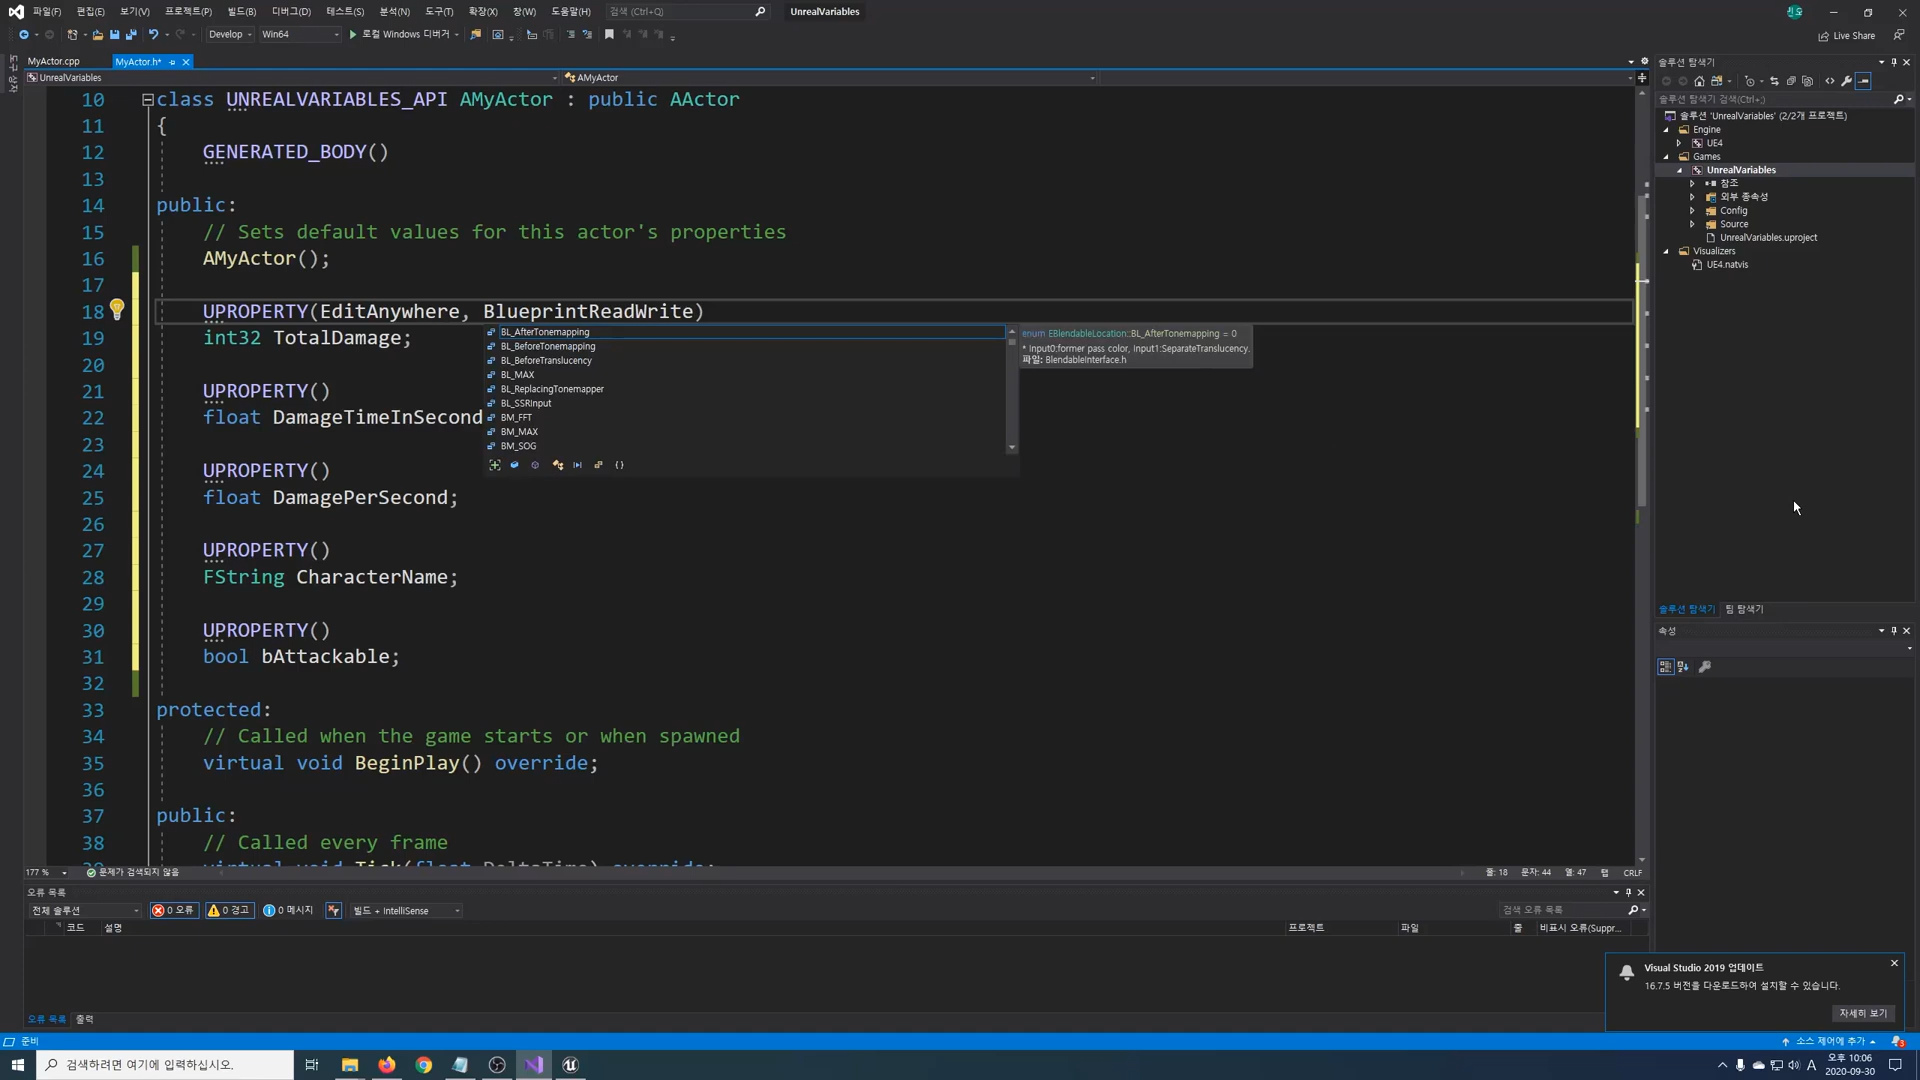 파일(F) 편집(E) 보기(V) 프로젝트(P) 빌드(B) 디버그(D) 테스트(S) 분석(N) 도구(T) 확장(X) 창(W) 도움말(H) 검색 (Ctrl+Q) UnrealVariables
Develop Win64 로컬 Windows 디버거 Live Share
MyActor.cpp MyActor.h*
UnrealVariables AMyActor
10 class UNREALVARIABLES_API AMyActor : public AActor
11 {
12 GENERATED_BODY()
13
14 public:
15 // Sets default values for this actor's properties
16 AMyActor();
17
18 UPROPERTY(EditAnywhere, BlueprintReadWrite)
19 int32 TotalDamage;
20
21 UPROPERTY()
22 float DamageTimeInSecond
23
24 UPROPERTY()
25 float DamagePerSecond;
26
27 UPROPERTY()
28 FString CharacterName;
29
30 UPROPERTY()
31 bool bAttackable;
32
33 protected:
34 // Called when the game starts or when spawned
35 virtual void BeginPlay() override;
36
37 public:
38 // Called every frame
39 virtual void Tick(float DeltaTime) override;
BL_AfterTonemapping
BL_BeforeTonemapping
BL_BeforeTranslucency
BL_MAX
BL_ReplacingTonemapper
BL_SSRInput
BM_FFT
BM_MAX
BM_SOG
enum EBlendableLocation::BL_AfterTonemapping = 0
* Input0:former pass color, Input1:SeparateTranslucency.
파일: BlendableInterface.h
177 % 문제가 검색되지 않음 줄: 18 문자: 44 열: 47 탭 CRLF
오류 목록
전체 솔루션 0 오류 0 경고 0 메시지 빌드 + IntelliSense 검색 오류 목록
코드 설명 프로젝트 파일 줄 비표시 오류(Suppr...
오류 목록 출력
준비 소스 제어에 추가
솔루션 탐색기
솔루션 탐색기 검색(Ctrl+;)
솔루션 'UnrealVariables' (2/2개 프로젝트)
Engine
UE4
Games
UnrealVariables
참조
외부 종속성
Config
Source
UnrealVariables.uproject
Visualizers
UE4.natvis
솔루션 탐색기 팀 탐색기
속성
Visual Studio 2019 업데이트
16.7.5 버전을 다운로드하여 설치할 수 있습니다.
자세히 보기
검색하려면 여기에 입력하십시오.
A 오후 10:06
2020-09-30